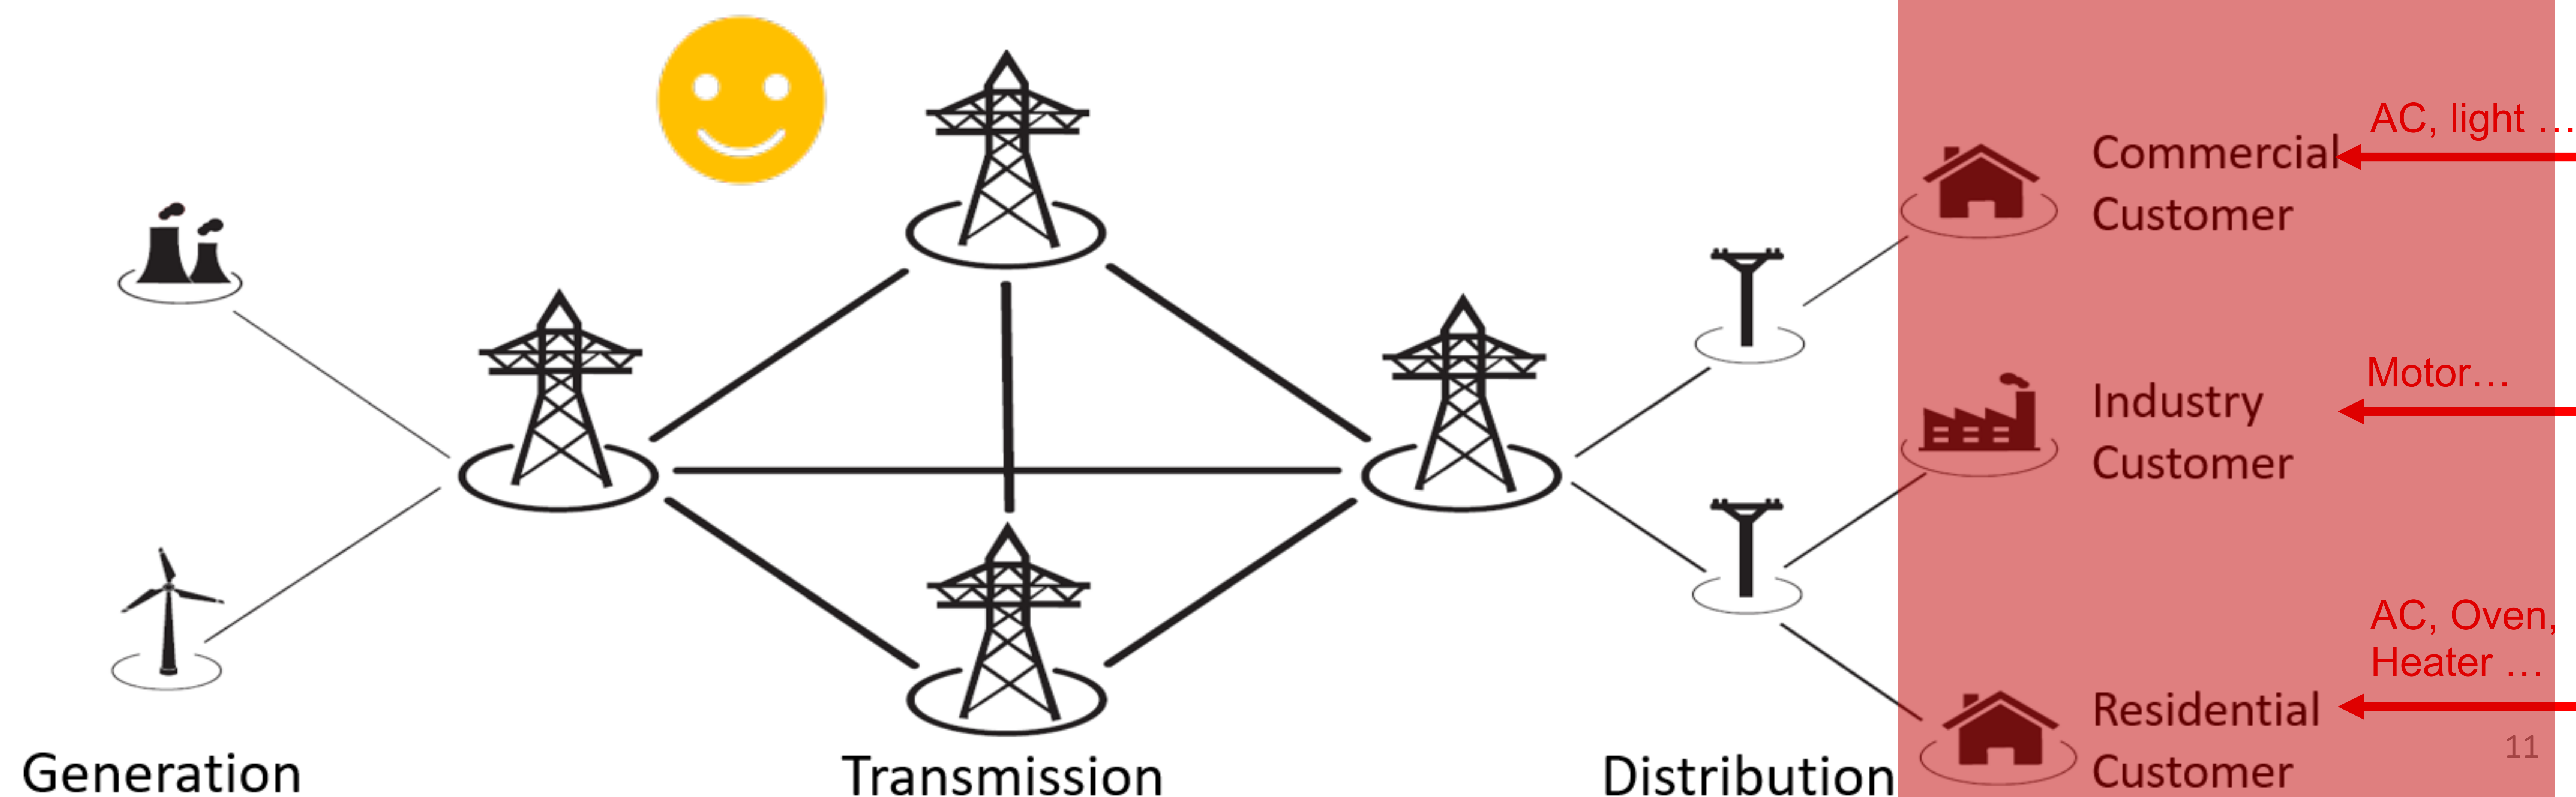 AC, light …
Commercial
Customer
Motor…
Industry
Customer
AC, Oven,
Heater …
Residential
Customer
11
Generation
Transmission
Distribution